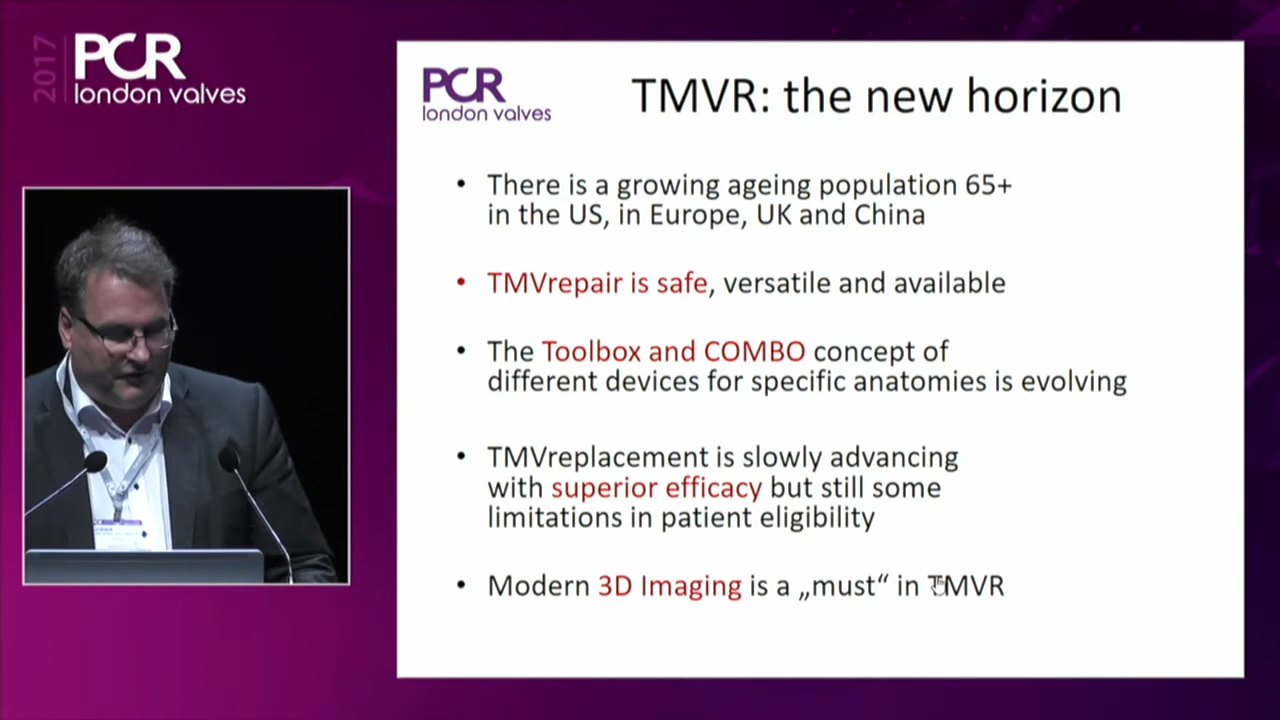 2017
PCR
london valves
PCR
london valves
TMVR: the new horizon
• There is a growing ageing population 65+
in the US, in Europe, UK and China
• TMVrepair is safe, versatile and available
• The Toolbox and COMBO concept of
different devices for specific anatomies is evolving
• TMVreplacement is slowly advancing
with superior efficacy but still some
limitations in patient eligibility
• Modern 3D Imaging is a „must“ in TMVR